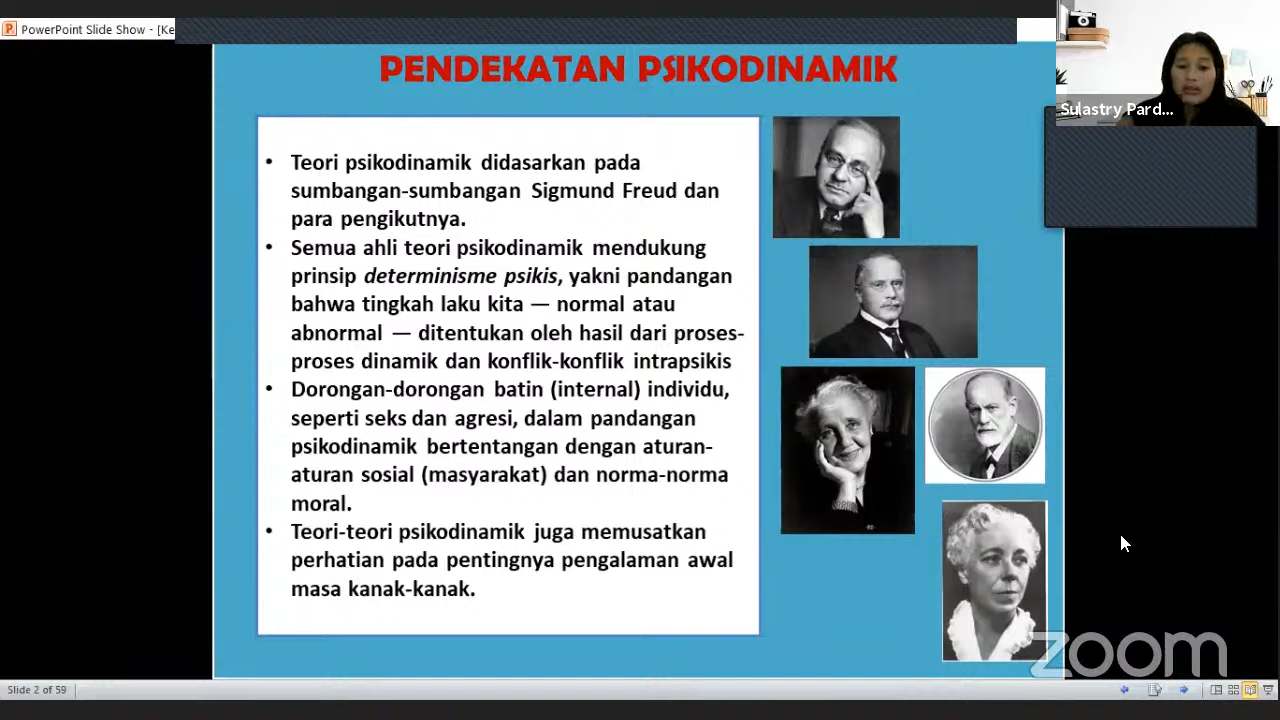 PowerPoint Slide Show - [Ke
PENDEKATAN PSIKODINAMIK
Sulastry Pard...
• Teori psikodinamik didasarkan pada
sumbangan-sumbangan Sigmund Freud dan
para pengikutnya.
• Semua ahli teori psikodinamik mendukung
prinsip determinisme psikis, yakni pandangan
bahwa tingkah laku kita — normal atau
abnormal — ditentukan oleh hasil dari proses-
proses dinamik dan konflik-konflik intrapsikis
• Dorongan-dorongan batin (internal) individu,
seperti seks dan agresi, dalam pandangan
psikodinamik bertentangan dengan aturan-
aturan sosial (masyarakat) dan norma-norma
moral.
• Teori-teori psikodinamik juga memusatkan
perhatian pada pentingnya pengalaman awal
masa kanak-kanak.
zoom
Slide 2 of 59